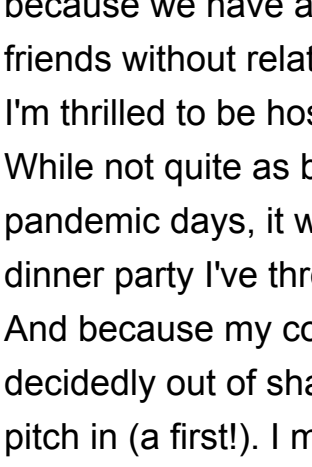 because we have a
friends without relat
I'm thrilled to be hos
While not quite as b
pandemic days, it w
dinner party I've thr
And because my co
decidedly out of sha
pitch in (a first!). I m